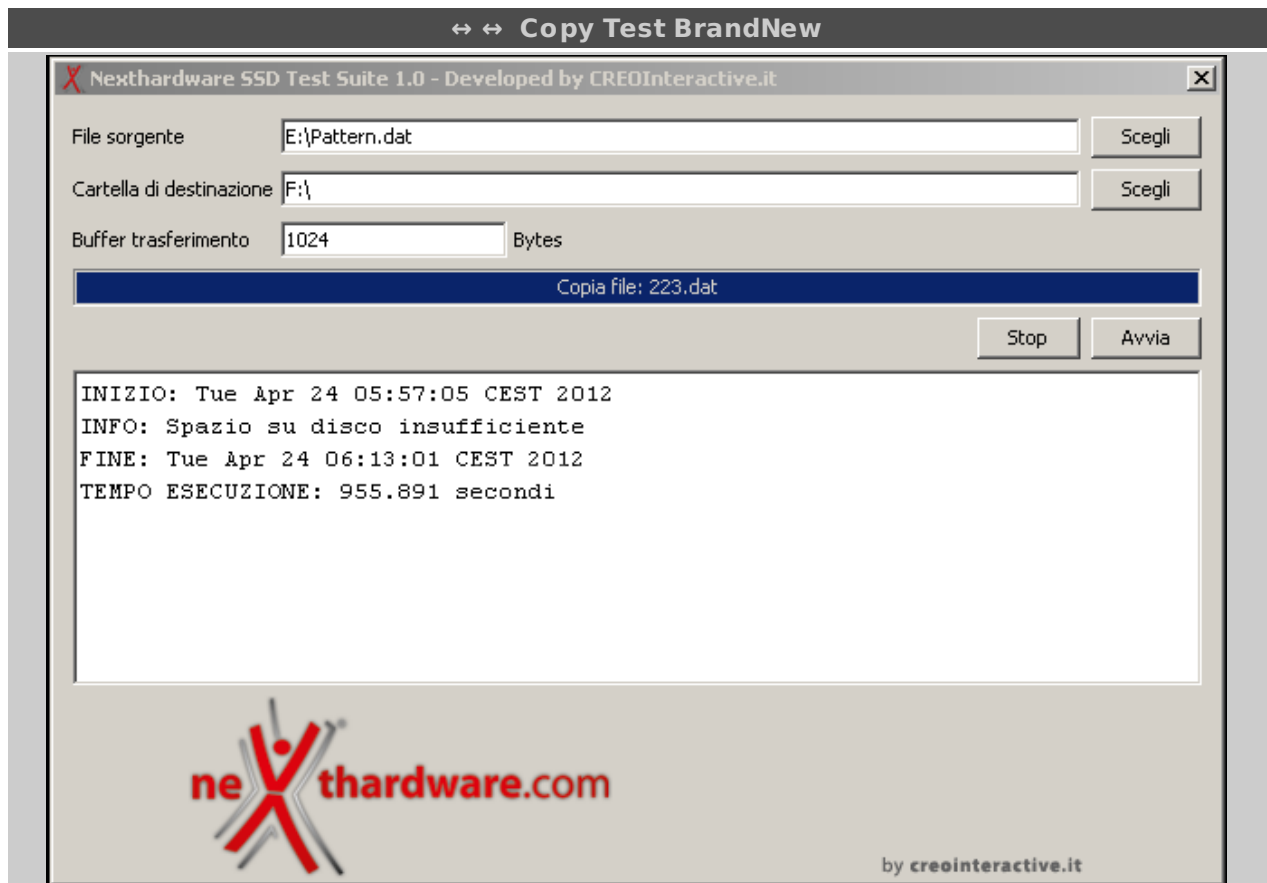 ↔ ↔ Copy Test BrandNew
Nexthardware SSD Test Suite 1.0 - Developed by CREOInteractive.it
File sorgente E:\Pattern.dat Scegli
Cartella di destinazione F:\ Scegli
Buffer trasferimento 1024 Bytes
Copia file: 223.dat
Stop Avvia
INIZIO: Tue Apr 24 05:57:05 CEST 2012
INFO: Spazio su disco insufficiente
FINE: Tue Apr 24 06:13:01 CEST 2012
TEMPO ESECUZIONE: 955.891 secondi
neXthardware.com
by creointeractive.it